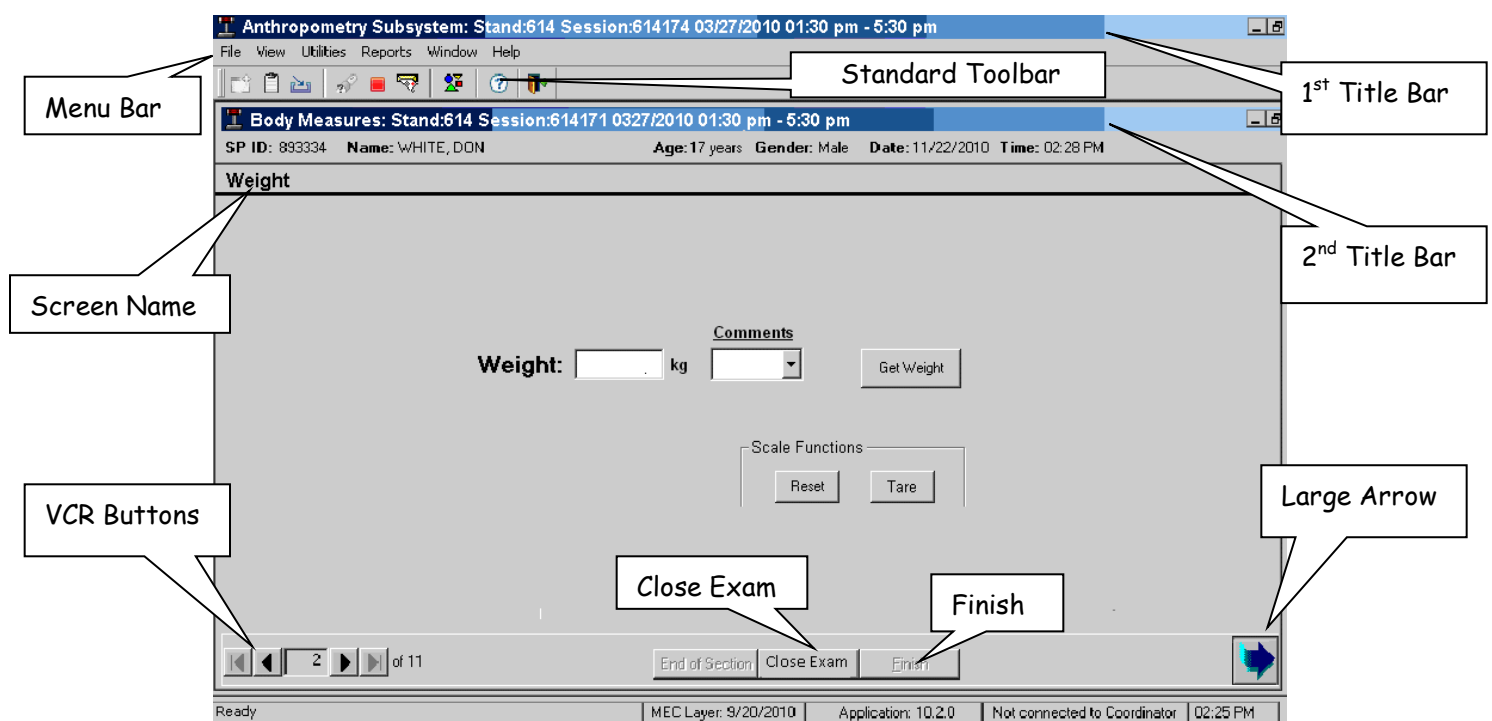 Anthropometry Subsystem: Stand:614 Session:614174 03/27/2010 01:30 pm - 5:30 pm
File View Utilities Reports Window Help
Standard Toolbar
Menu Bar
1st Title Bar
Body Measures: Stand:614 Session:614171 0327/2010 01:30 pm - 5:30 pm
SP ID: 893334 Name: WHITE, DON Age: 17 years Gender: Male Date: 11/22/2010 Time: 02:28 PM
Weight
2nd Title Bar
Screen Name
Comments
Weight: . kg Get Weight
Scale Functions
Reset Tare
VCR Buttons
Large Arrow
Close Exam
Finish
2 of 11 End of Section Close Exam Finish
Ready MEC Layer: 9/20/2010 Application: 10.2.0 Not connected to Coordinator 02:25 PM